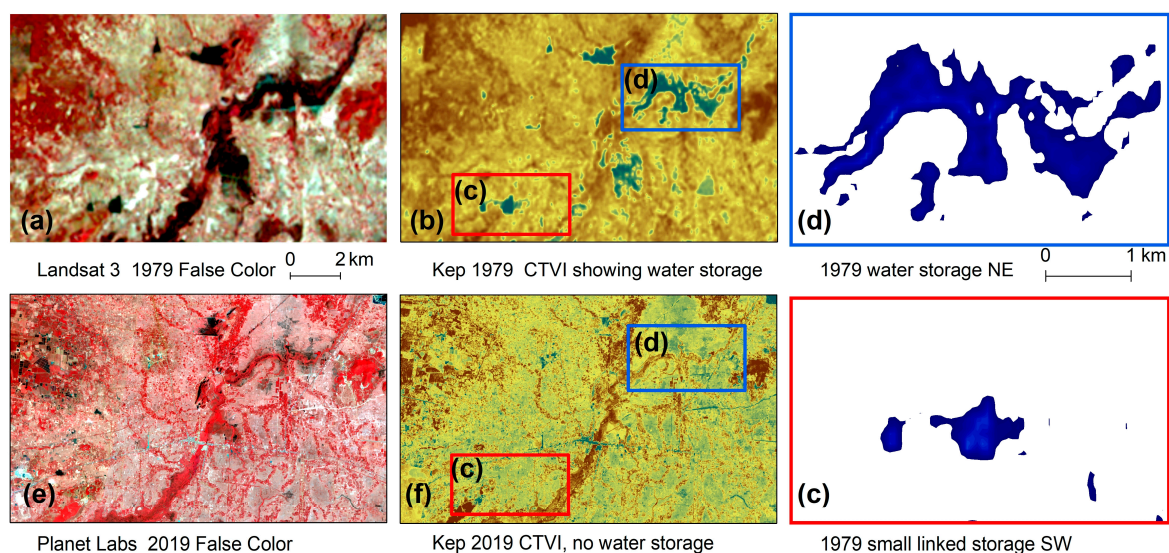 (a)
(b)
(d)
(c)
(d)
Landsat 3 1979 False Color
0 2 km
Kep 1979 CTVI showing water storage
1979 water storage NE
0 1 km
(e)
(f)
(d)
(c)
(c)
Planet Labs 2019 False Color
Kep 2019 CTVI, no water storage
1979 small linked storage SW